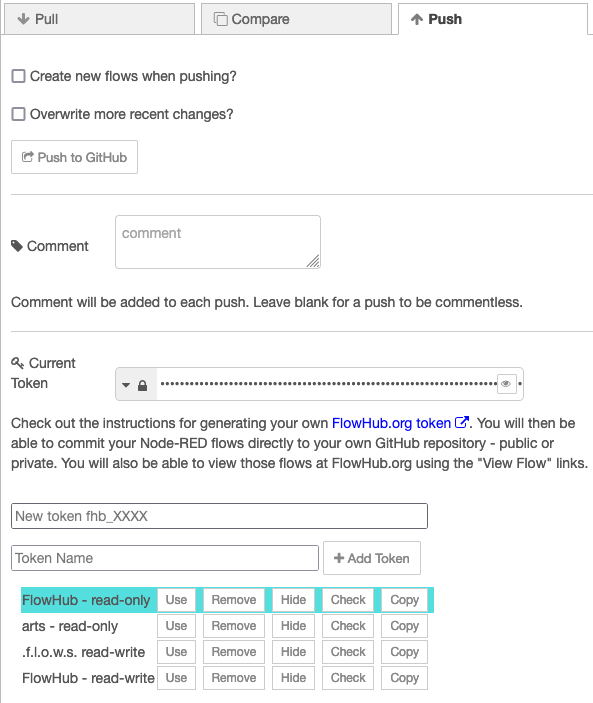 Pull Compare Push
Create new flows when pushing?
Overwrite more recent changes?
Push to GitHub
Comment comment
Comment will be added to each push. Leave blank for a push to be commentless.
Current
Token
Check out the instructions for generating your own FlowHub.org token. You will then be
able to commit your Node-RED flows directly to your own GitHub repository - public or
private. You will also be able to view those flows at FlowHub.org using the "View Flow" links.
New token fhb_XXXX
Token Name + Add Token
FlowHub - read-only Use Remove Hide Check Copy
arts - read-only Use Remove Hide Check Copy
.f.l.o.w.s. read-write Use Remove Hide Check Copy
FlowHub - read-write Use Remove Hide Check Copy